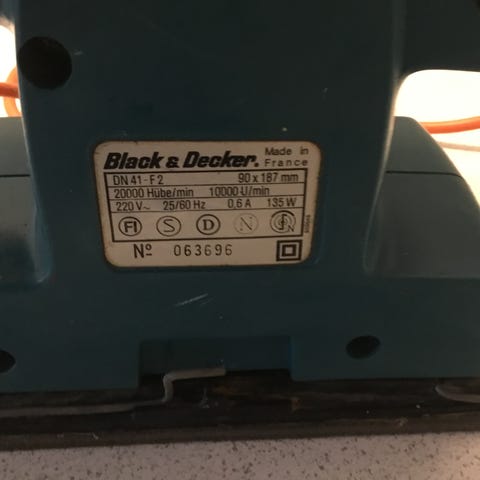 Black & Decker. Made in France
DN 41-F2 90 x 187 mm
20000 Hübe/min 10000 U/min
220 V~ 25/60 Hz 0,6 A 135 W
FI S D N
Nº 063696